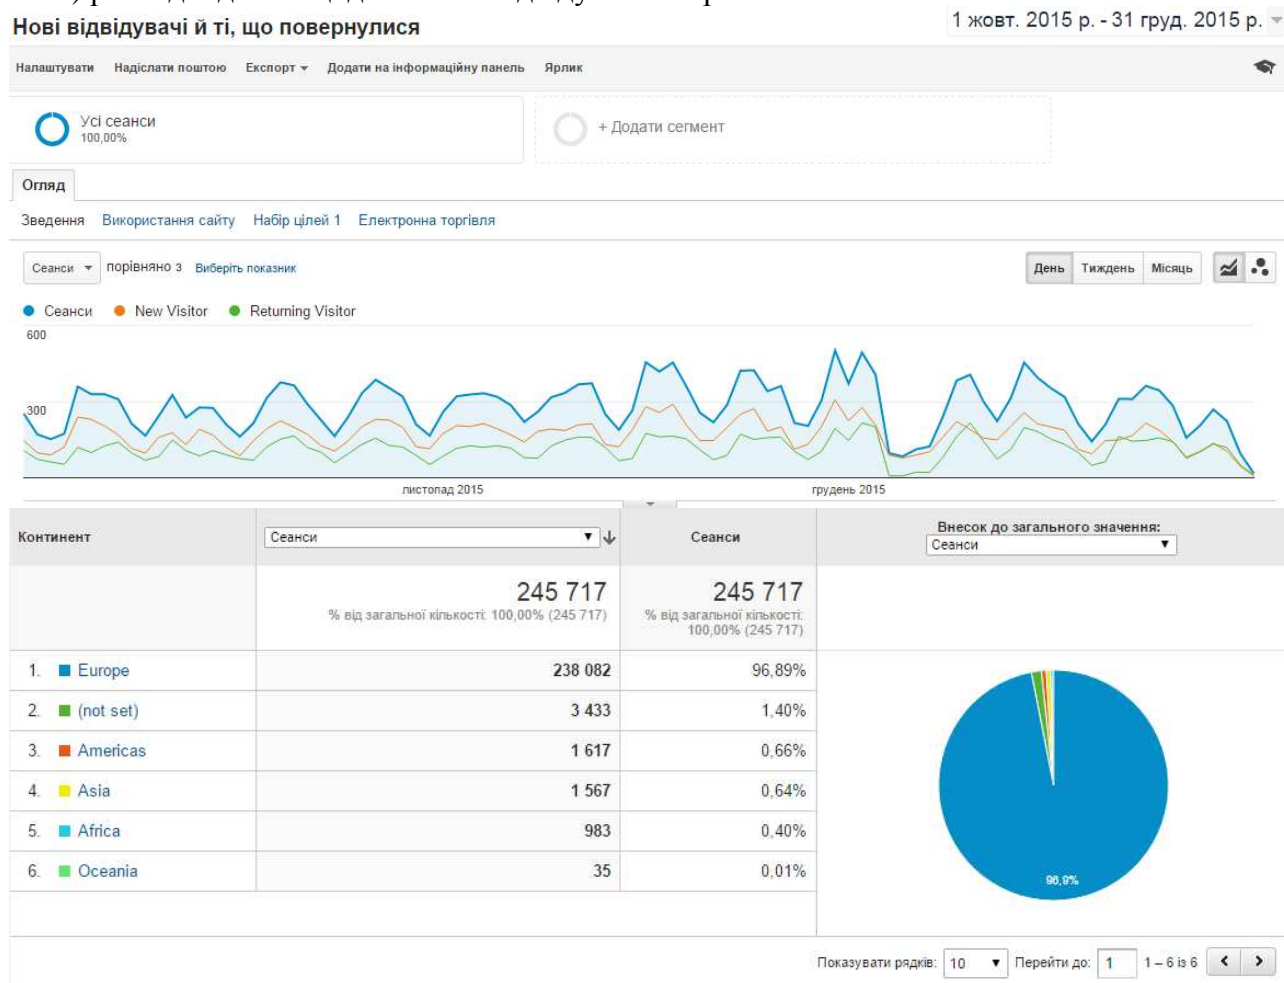 Нові відвідувачі й ті, що повернулися
1 жовт. 2015 р. - 31 груд. 2015 р.
Налаштувати Надіслати поштою Експорт Додати на інформаційну панель Ярлик
Усі сеанси
100,00%
+ Додати сегмент
Огляд
Зведення Використання сайту Набір цілей 1 Електронна торгівля
Сеанси порівняно з Виберіть показник
День Тиждень Місяць
Сеанси New Visitor Returning Visitor
600
300
листопад 2015 грудень 2015
Континент Сеанси Сеанси Внесок до загального значення:
Сеанси
245 717 245 717
% від загальної кількості: 100,00% (245 717) % від загальної кількості:
100,00% (245 717)
1. Europe 238 082 96,89%
2. (not set) 3 433 1,40%
3. Americas 1 617 0,66%
4. Asia 1 567 0,64%
5. Africa 983 0,40%
6. Oceania 35 0,01%
96,9%
Показувати рядків: 10 Перейти до: 1 1 – 6 із 6